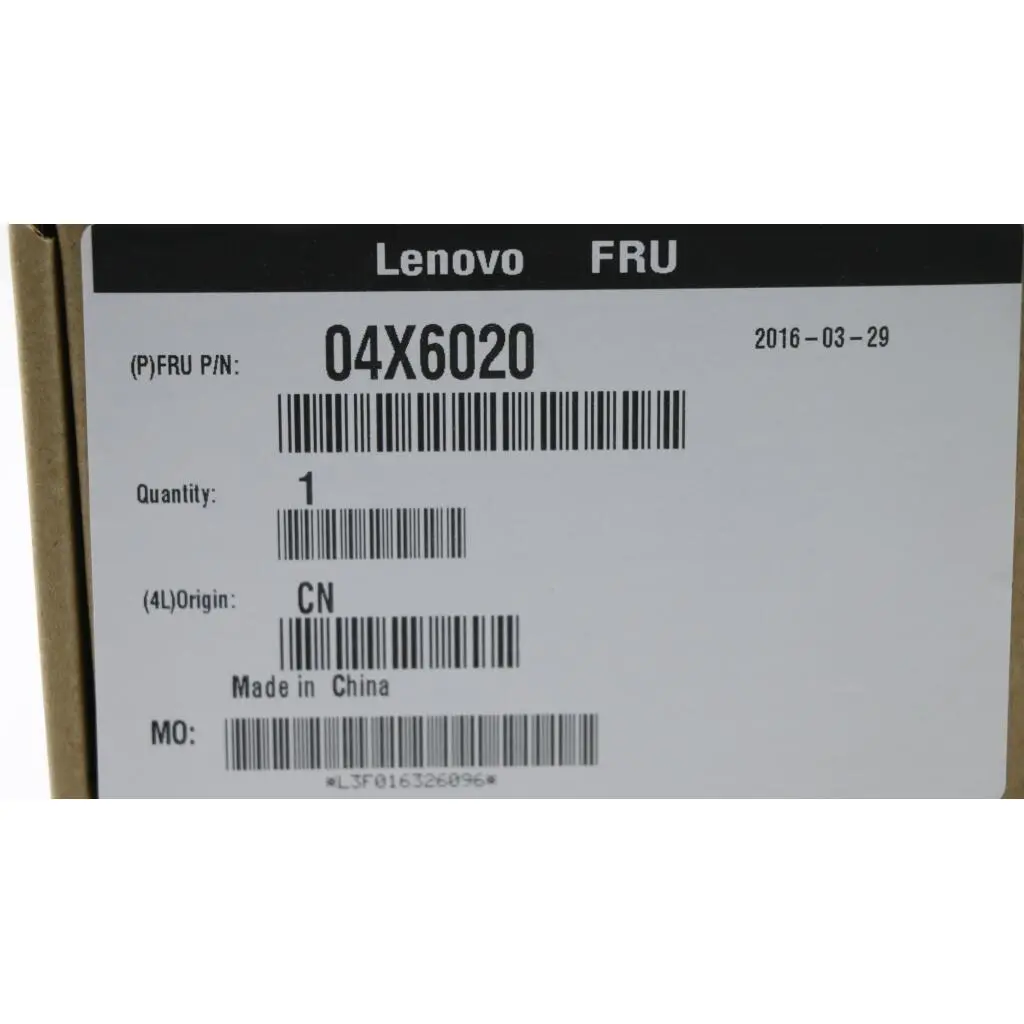 Lenovo FRU
(P)FRU P/N: 04X6020 2016-03-29
Quantity: 1
(4L)Origin: CN
Made in China
MO:
*L3F016326096*